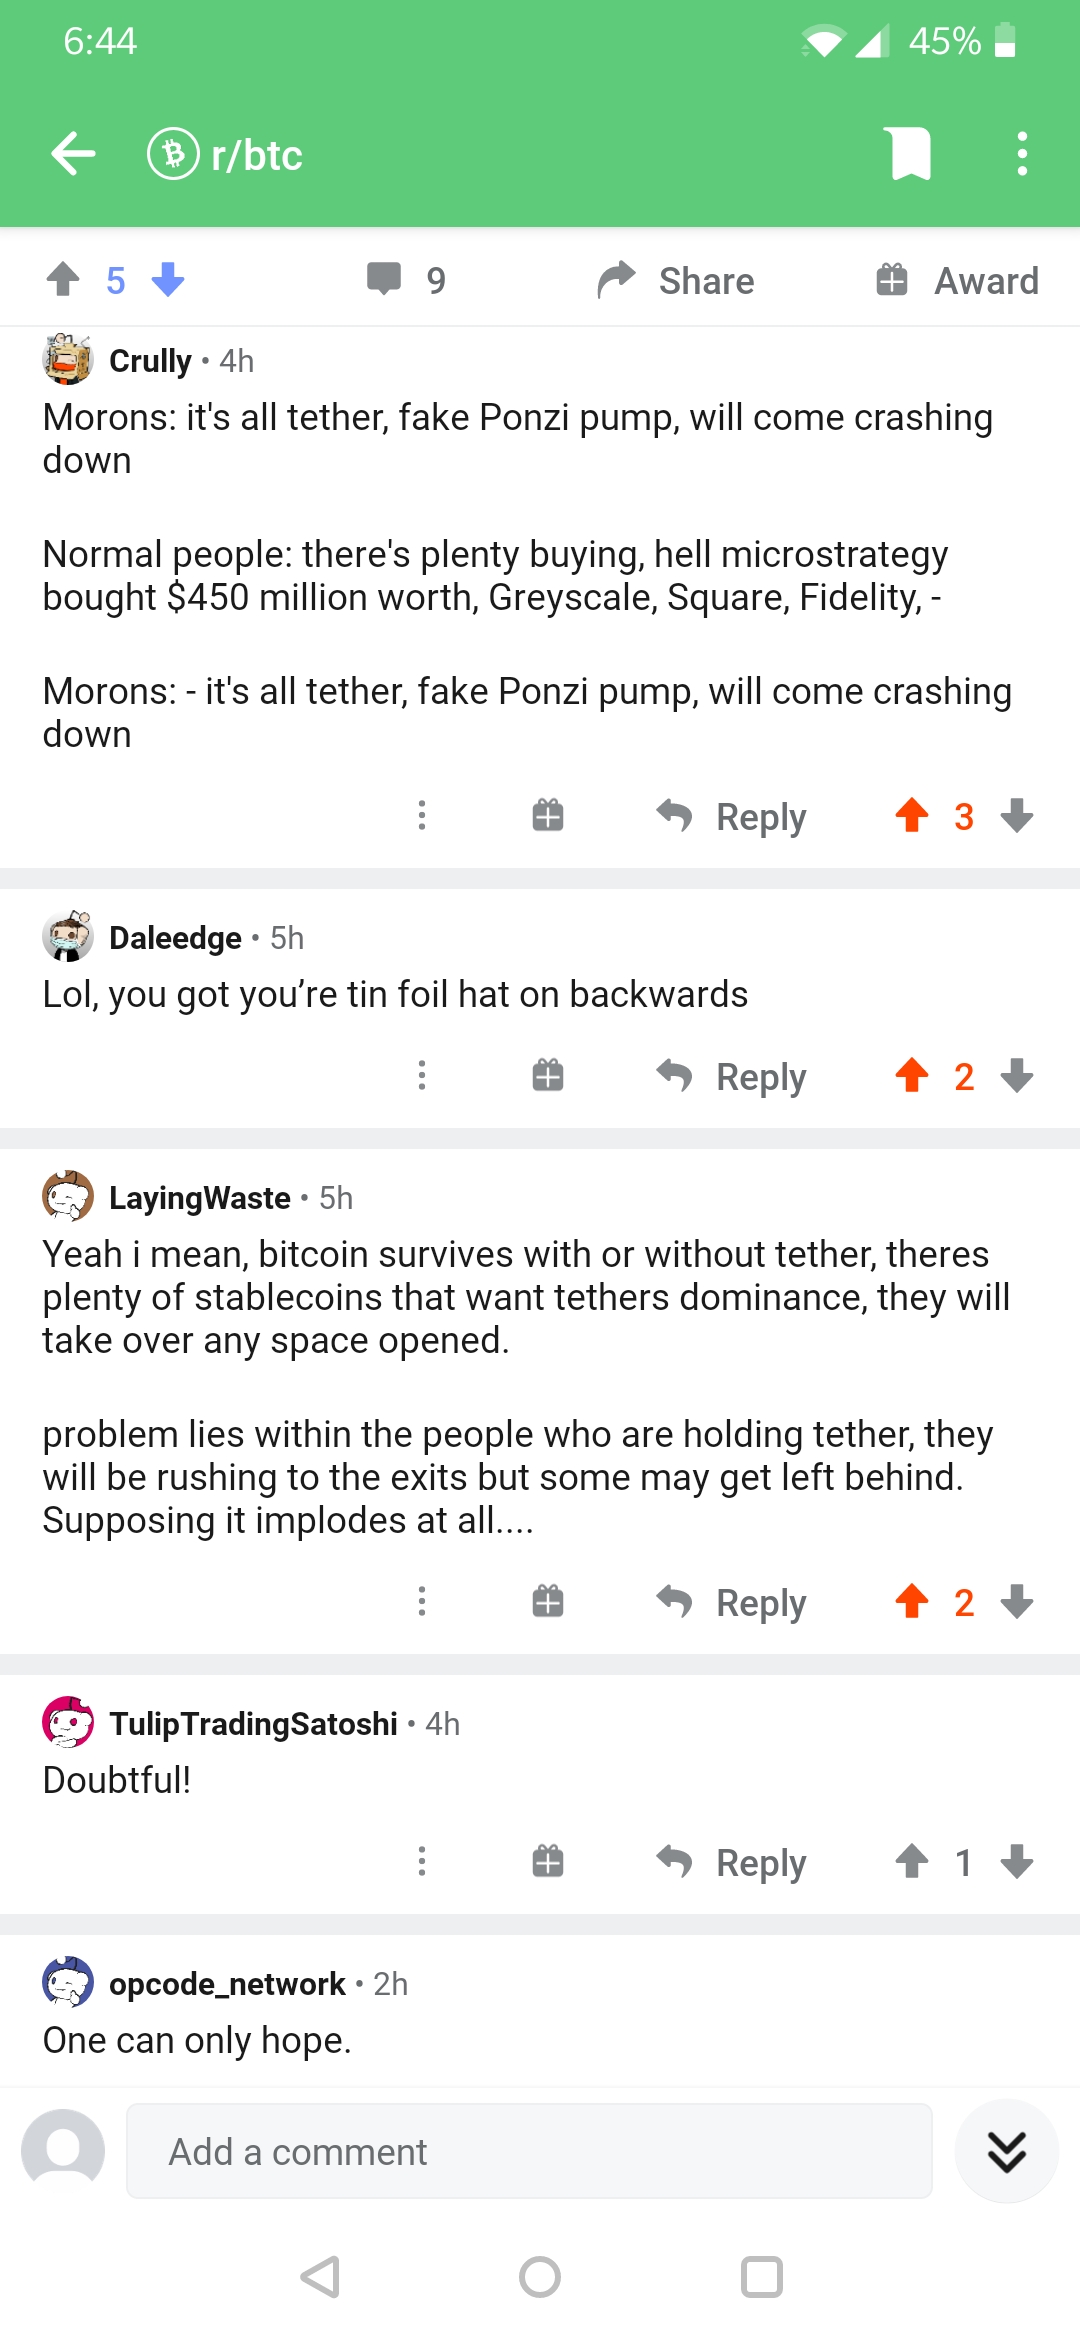 6:44
45%
r/btc
5
9
Share
Award
Crully • 4h
Morons: it's all tether, fake Ponzi pump, will come crashing
down
Normal people: there's plenty buying, hell microstrategy
bought $450 million worth, Greyscale, Square, Fidelity, -
Morons: - it's all tether, fake Ponzi pump, will come crashing
down
Reply
3
Daleedge • 5h
Lol, you got you’re tin foil hat on backwards
Reply
2
LayingWaste • 5h
Yeah i mean, bitcoin survives with or without tether, theres
plenty of stablecoins that want tethers dominance, they will
take over any space opened.
problem lies within the people who are holding tether, they
will be rushing to the exits but some may get left behind.
Supposing it implodes at all....
Reply
2
TulipTradingSatoshi • 4h
Doubtful!
Reply
1
opcode_network • 2h
One can only hope.
Add a comment